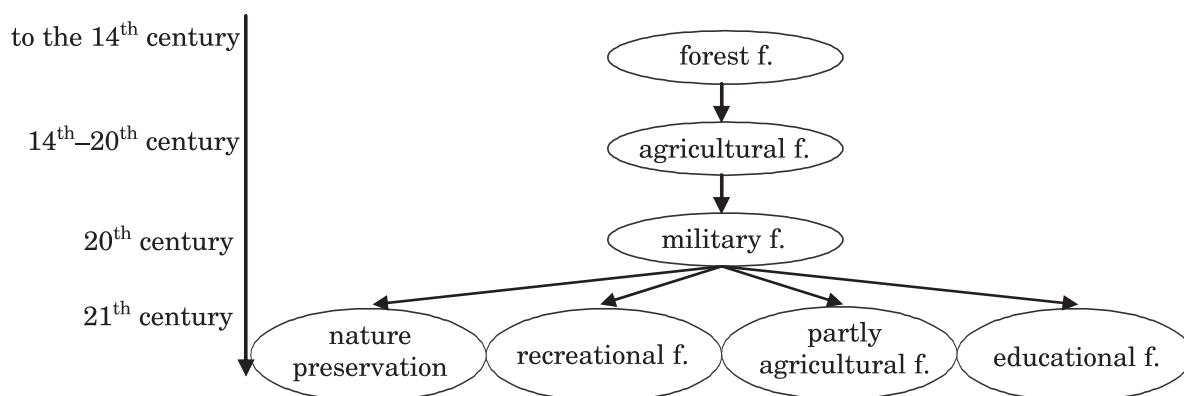 to the 14th century
forest f.
14th–20th century
agricultural f.
20th century
military f.
21th century
nature
preservation
recreational f.
partly
agricultural f.
educational f.